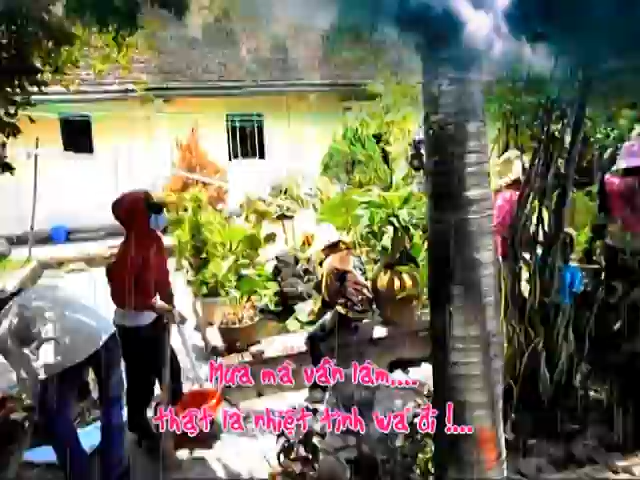 Mưa mà vẫn làm....
thật là nhiệt tình wá đi !...